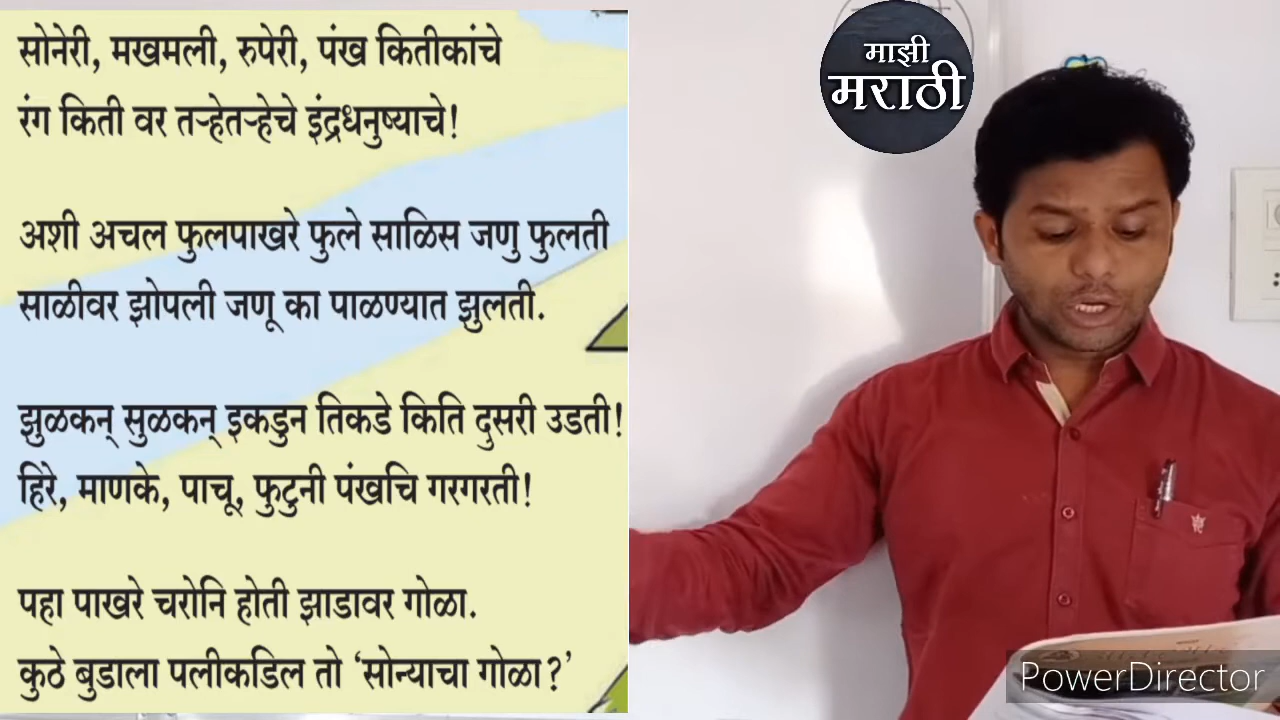 सोनेरी, मखमली, रुपेरी, पंख कितीकांचे
रंग किती वर तऱ्हेतऱ्हेचे इंद्रधनुष्याचे!
अशी अचल फुलपाखरे फुले साळिस जणु फुलती
साळीवर झोपली जणू का पाळण्यात झुलती.
झुळकन् सुळकन् इकडुन तिकडे किति दुसरी उडती!
हिरे, माणके, पाचू, फुटुनी पंखचि गरगरती!
पहा पाखरे चरोनि होती झाडावर गोळा.
कुठे बुडाला पलीकडिल तो ‘सोन्याचा गोळा?’
माझी
मराठी
PowerDirector